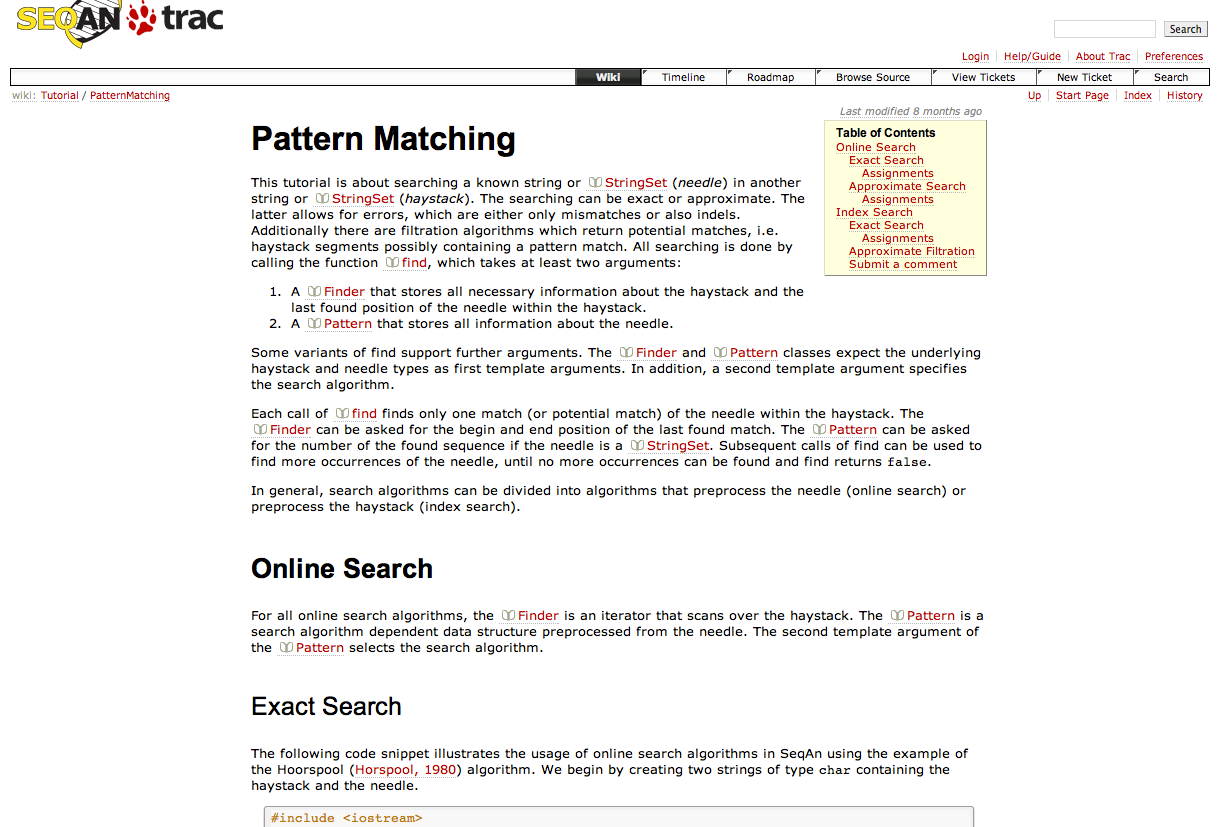 SEQAN trac
Search
Login Help/Guide About Trac Preferences
Wiki Timeline Roadmap Browse Source View Tickets New Ticket Search
wiki: Tutorial / PatternMatching
Up Start Page Index History
Last modified 8 months ago
Table of Contents
Online Search
Exact Search
Assignments
Approximate Search
Assignments
Index Search
Exact Search
Assignments
Approximate Filtration
Submit a comment
Pattern Matching
This tutorial is about searching a known string or StringSet (needle) in another
string or StringSet (haystack). The searching can be exact or approximate. The
latter allows for errors, which are either only mismatches or also indels.
Additionally there are filtration algorithms which return potential matches, i.e.
haystack segments possibly containing a pattern match. All searching is done by
calling the function find, which takes at least two arguments:
1. A Finder that stores all necessary information about the haystack and the
last found position of the needle within the haystack.
2. A Pattern that stores all information about the needle.
Some variants of find support further arguments. The Finder and Pattern classes expect the underlying
haystack and needle types as first template arguments. In addition, a second template argument specifies
the search algorithm.
Each call of find finds only one match (or potential match) of the needle within the haystack. The
Finder can be asked for the begin and end position of the last found match. The Pattern can be asked
for the number of the found sequence if the needle is a StringSet. Subsequent calls of find can be used to
find more occurrences of the needle, until no more occurrences can be found and find returns false.
In general, search algorithms can be divided into algorithms that preprocess the needle (online search) or
preprocess the haystack (index search).
Online Search
For all online search algorithms, the Finder is an iterator that scans over the haystack. The Pattern is a
search algorithm dependent data structure preprocessed from the needle. The second template argument of
the Pattern selects the search algorithm.
Exact Search
The following code snippet illustrates the usage of online search algorithms in SeqAn using the example of
the Hoorspool (Horspool, 1980) algorithm. We begin by creating two strings of type char containing the
haystack and the needle.
#include <iostream>